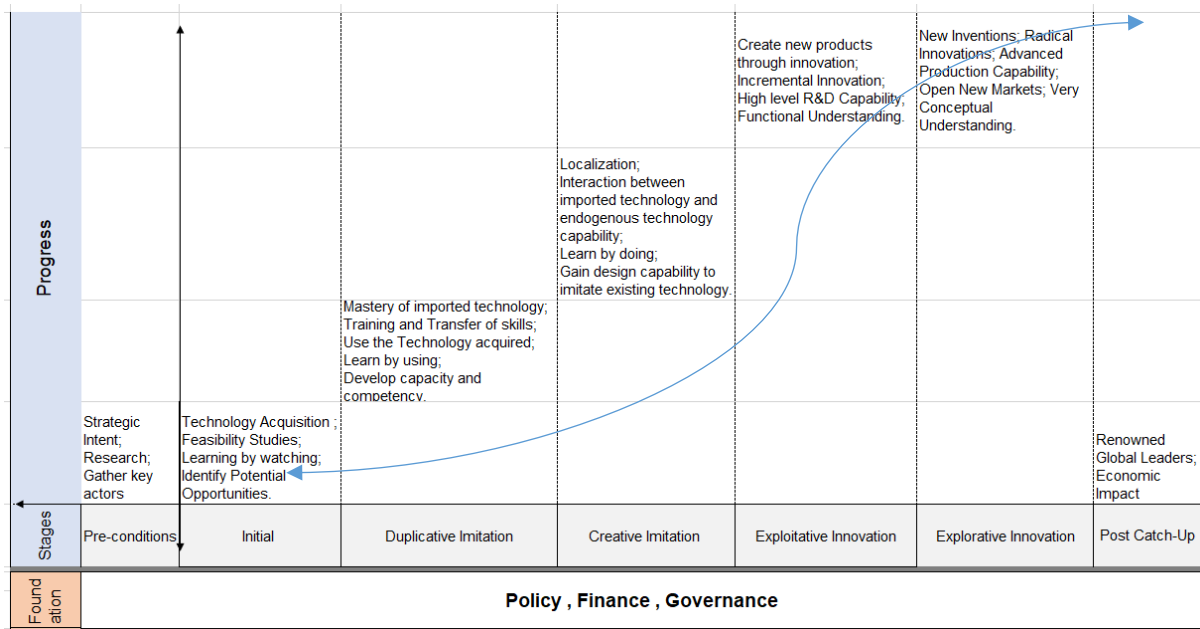 Progress
Create new products
through innovation;
Incremental Innovation;
High level R&D Capability;
Functional Understanding.
New Inventions; Radical
Innovations; Advanced
Production Capability;
Open New Markets; Very
Conceptual
Understanding.
Localization;
Interaction between
imported technology and
endogenous technology
capability;
Learn by doing;
Gain design capability to
imitate existing technology.
Mastery of imported technology;
Training and Transfer of skills;
Use the Technology acquired;
Learn by using;
Develop capacity and
competency.
Strategic
Intent;
Research;
Gather key
actors
Technology Acquisition ;
Feasibility Studies;
Learning by watching;
Identify Potential
Opportunities.
Renowned
Global Leaders;
Economic
Impact
Stages
Pre-conditions
Initial
Duplicative Imitation
Creative Imitation
Exploitative Innovation
Explorative Innovation
Post Catch-Up
Found
ation
Policy , Finance , Governance